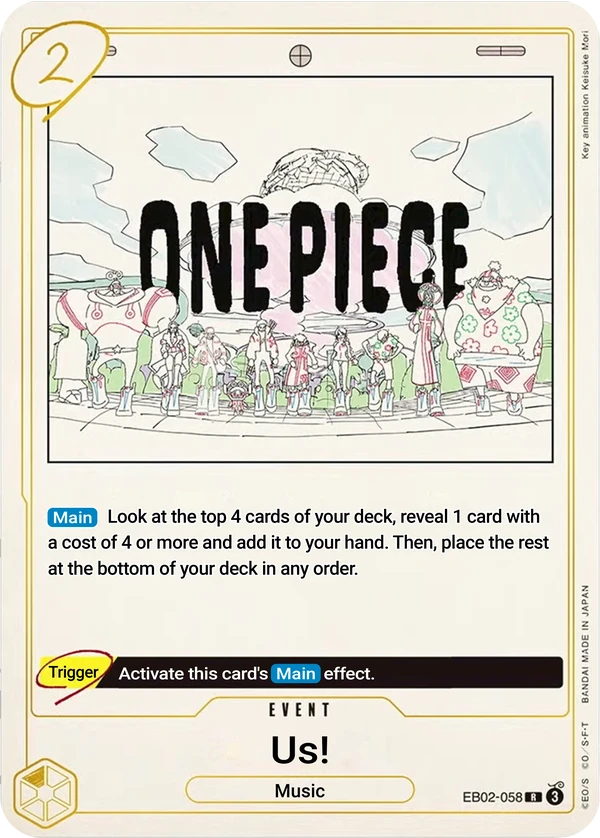 2
Key animation Keisuke Mori
ONE PIECE
Main Look at the top 4 cards of your deck, reveal 1 card with
a cost of 4 or more and add it to your hand. Then, place the rest
at the bottom of your deck in any order.
Trigger Activate this card's Main effect.
EVENT
Us!
Music
EB02-058 R 3
©EO/S ©O/S・F・T BANDAI MADE IN JAPAN